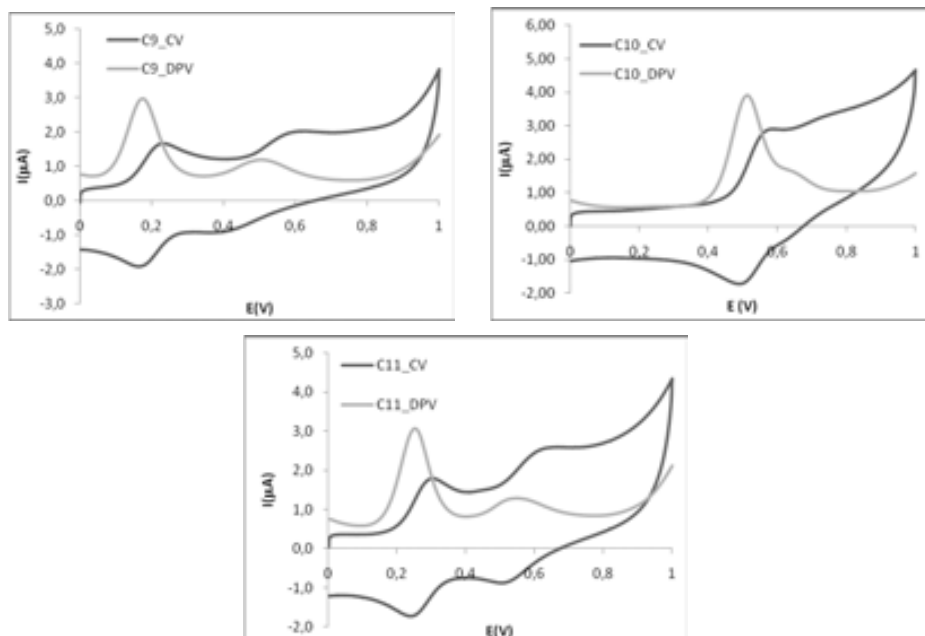 5,0
4,0
3,0
2,0
1,0
0,0
-1,0
-2,0
-3,0
I(µA)
C9_CV
C9_DPV
0 0,2 0,4 0,6 0,8 1
E(V)
6,00
5,00
4,00
3,00
2,00
1,00
0,00
-1,00
-2,00
I(µA)
C10_CV
C10_DPV
0 0,2 0,4 0,6 0,8 1
E (V)
5,0
4,0
3,0
2,0
1,0
0,0
-1,0
-2,0
I(µA)
C11_CV
C11_DPV
0 0,2 0,4 0,6 0,8 1
E(V)